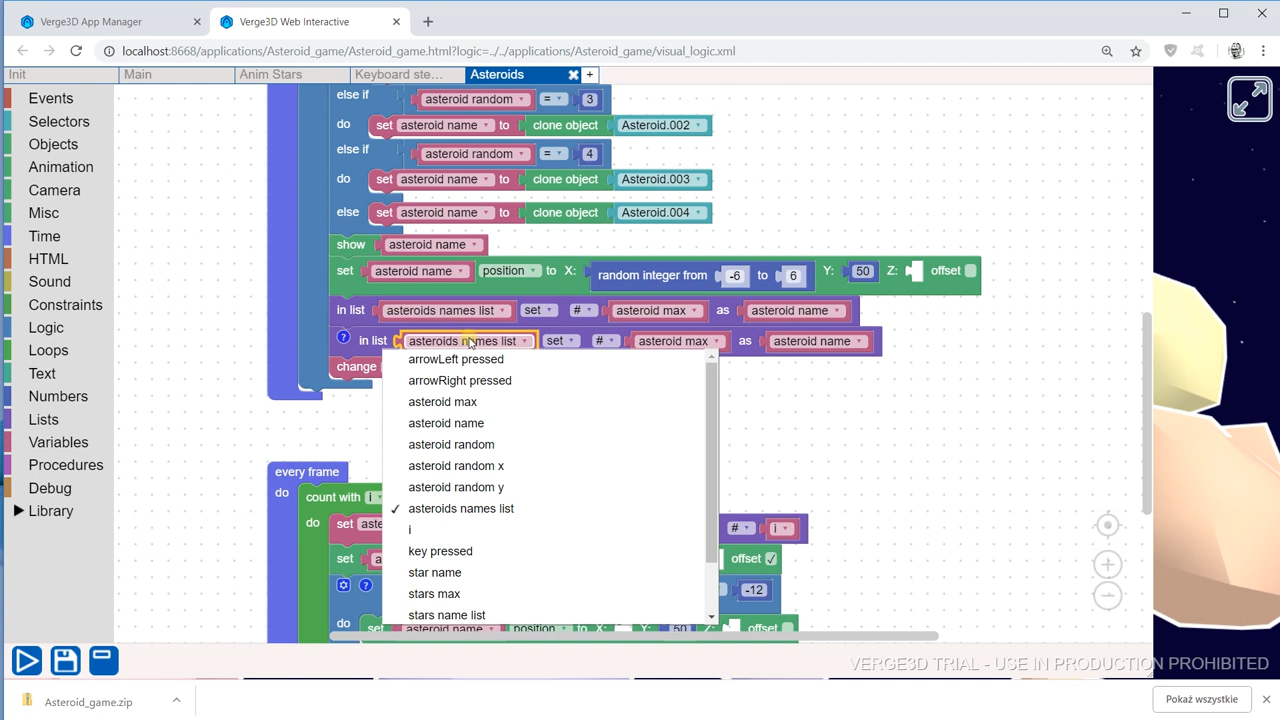 Verge3D App Manager
Verge3D Web Interactive
localhost:8668/applications/Asteroid_game/Asteroid_game.html?logic=../../applications/Asteroid_game/visual_logic.xml
Init Main Anim Stars Keyboard ste... Asteroids +
Events
Selectors
Objects
Animation
Camera
Misc
Time
HTML
Sound
Constraints
Logic
Loops
Text
Numbers
Lists
Variables
Procedures
Debug
Library
else if asteroid random = 3
do set asteroid name to clone object Asteroid.002
else if asteroid random = 4
do set asteroid name to clone object Asteroid.003
else set asteroid name to clone object Asteroid.004
show asteroid name
set asteroid name position to X: random integer from -6 to 6 Y: 50 Z: offset
in list asteroids names list set # asteroid max as asteroid name
? in list asteroids names list set # asteroid max as asteroid name
change
arrowLeft pressed
arrowRight pressed
asteroid max
asteroid name
asteroid random
asteroid random x
asteroid random y
✓ asteroids names list
i
key pressed
star name
stars max
stars name list
every frame
do count with i
do set aste # i
set a offset ✓
? -12
do set asteroid name position to X: Y: 50 Z: offset
VERGE3D TRIAL - USE IN PRODUCTION PROHIBITED
Asteroid_game.zip
Pokaż wszystkie